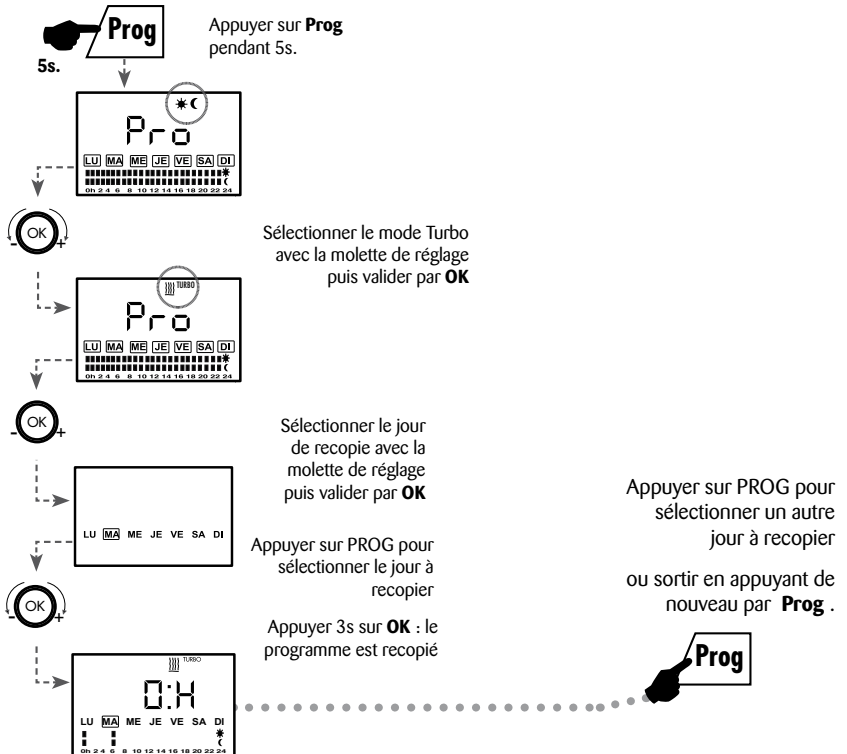 Prog
5s.
Appuyer sur Prog
pendant 5s.
Pro
LU MA ME JE VE SA DI
0h 2 4 6 8 10 12 14 16 18 20 22 24
OK
- +
Sélectionner le mode Turbo
avec la molette de réglage
puis valider par OK
TURBO
Pro
LU MA ME JE VE SA DI
0h 2 4 6 8 10 12 14 16 18 20 22 24
OK
- +
Sélectionner le jour
de recopie avec la
molette de réglage
puis valider par OK
LU MA ME JE VE SA DI
Appuyer sur PROG pour
sélectionner le jour à
recopier
OK
- +
Appuyer 3s sur OK : le
programme est recopié
TURBO
0:H
LU MA ME JE VE SA DI
0h 2 4 6 8 10 12 14 16 18 20 22 24
Appuyer sur PROG pour
sélectionner un autre
jour à recopier
ou sortir en appuyant de
nouveau par Prog .
Prog